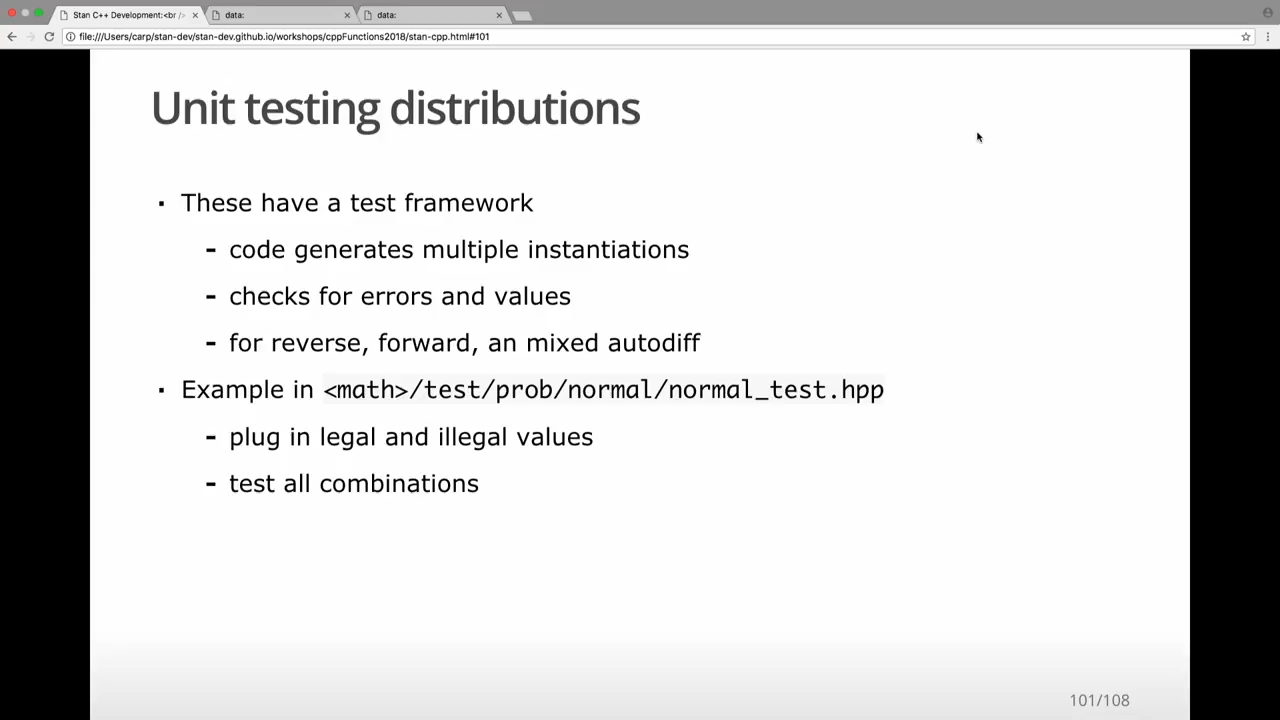 Stan C++ Development:<br />
data:
data:
file:///Users/carp/stan-dev/stan-dev.github.io/workshops/cppFunctions2018/stan-cpp.html#101
Unit testing distributions
▪ These have a test framework
- code generates multiple instantiations
- checks for errors and values
- for reverse, forward, an mixed autodiff
▪ Example in <math>/test/prob/normal/normal_test.hpp
- plug in legal and illegal values
- test all combinations
101/108